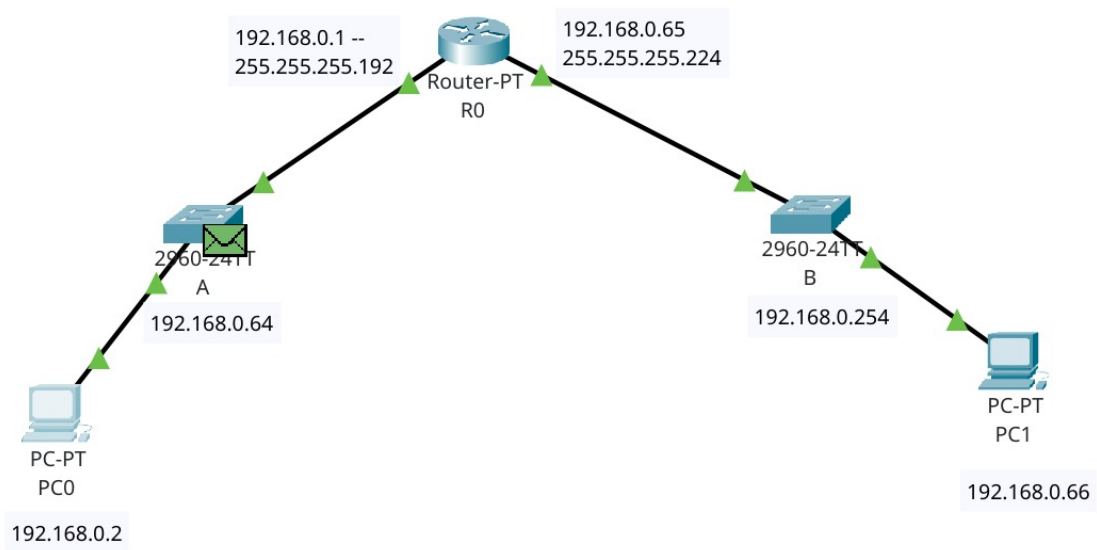 192.168.0.1 --
255.255.255.192
192.168.0.65
255.255.255.224
Router-PT
R0
2960-24TT
A
192.168.0.64
2960-24TT
B
192.168.0.254
PC-PT
PC0
192.168.0.2
PC-PT
PC1
192.168.0.66